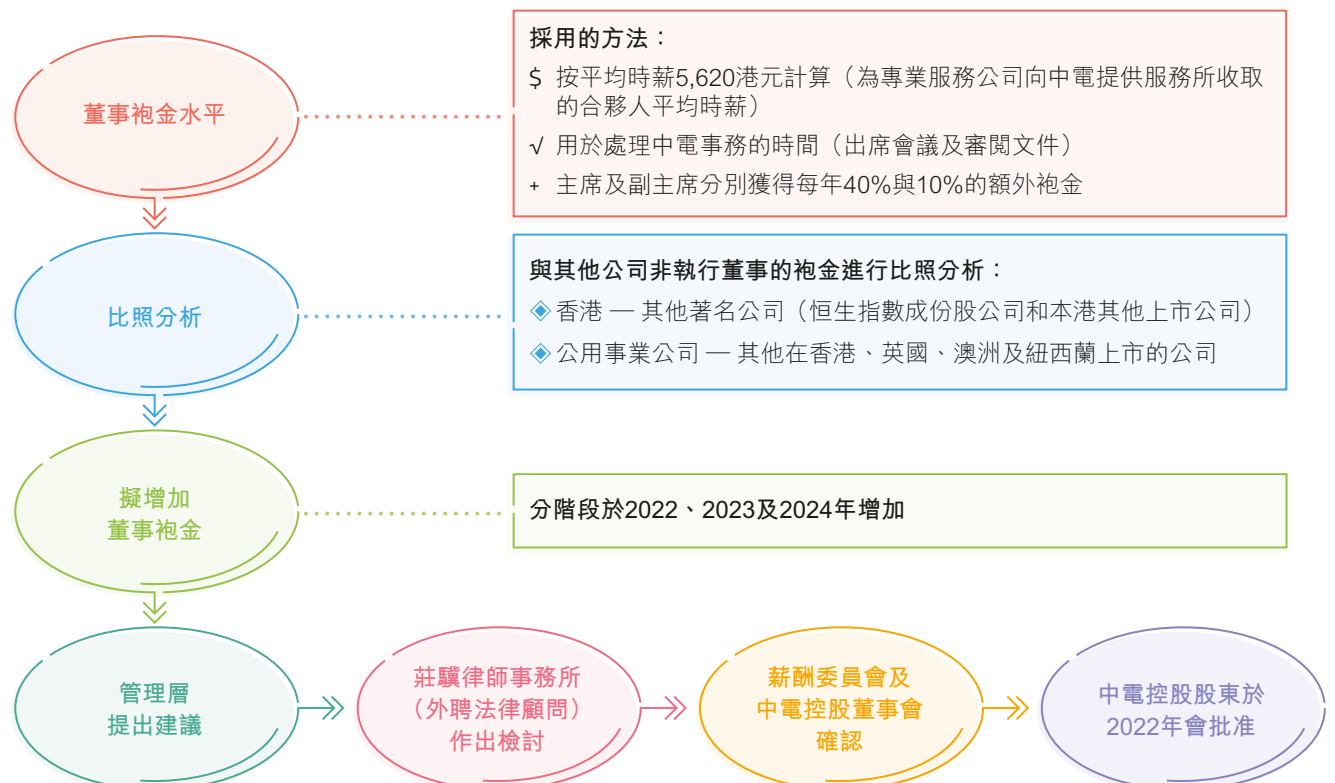 董事袍金水平
採用的方法：
$ 按平均時薪5,620港元計算（為專業服務公司向中電提供服務所收取
的合夥人平均時薪）
√ 用於處理中電事務的時間（出席會議及審閱文件）
+ 主席及副主席分別獲得每年40%與10%的額外袍金
比照分析
與其他公司非執行董事的袍金進行比照分析：
香港 — 其他著名公司（恒生指數成份股公司和本港其他上市公司）
公用事業公司 — 其他在香港、英國、澳洲及紐西蘭上市的公司
擬增加
董事袍金
分階段於2022、2023及2024年增加
管理層
提出建議
莊驥律師事務所
（外聘法律顧問）
作出檢討
薪酬委員會及
中電控股董事會
確認
中電控股股東於
2022年會批准